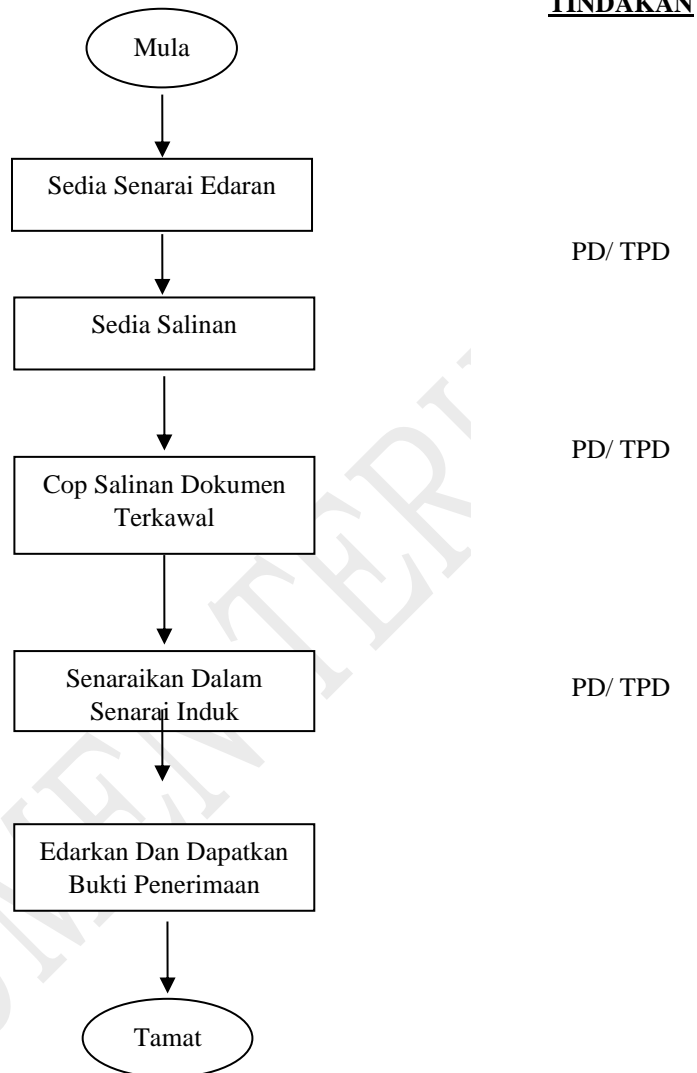 TINDAKAN
Mula
Sedia Senarai Edaran
PD/ TPD
Sedia Salinan
PD/ TPD
Cop Salinan Dokumen
Terkawal
Senaraikan Dalam
Senarai Induk
PD/ TPD
Edarkan Dan Dapatkan
Bukti Penerimaan
Tamat